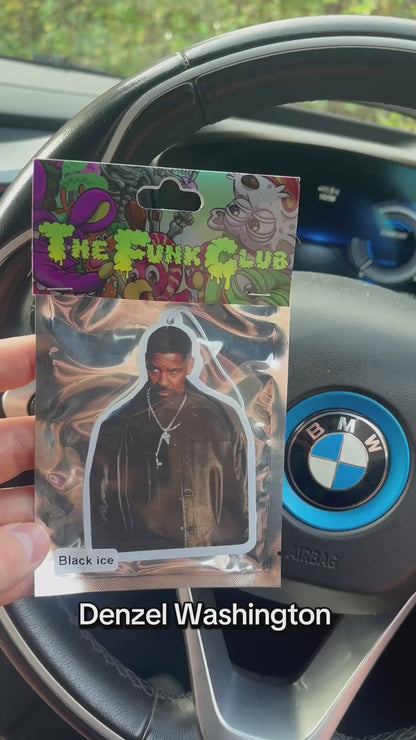 The Funk Club
BMW
AIRBAG
Black ice
Denzel Washington